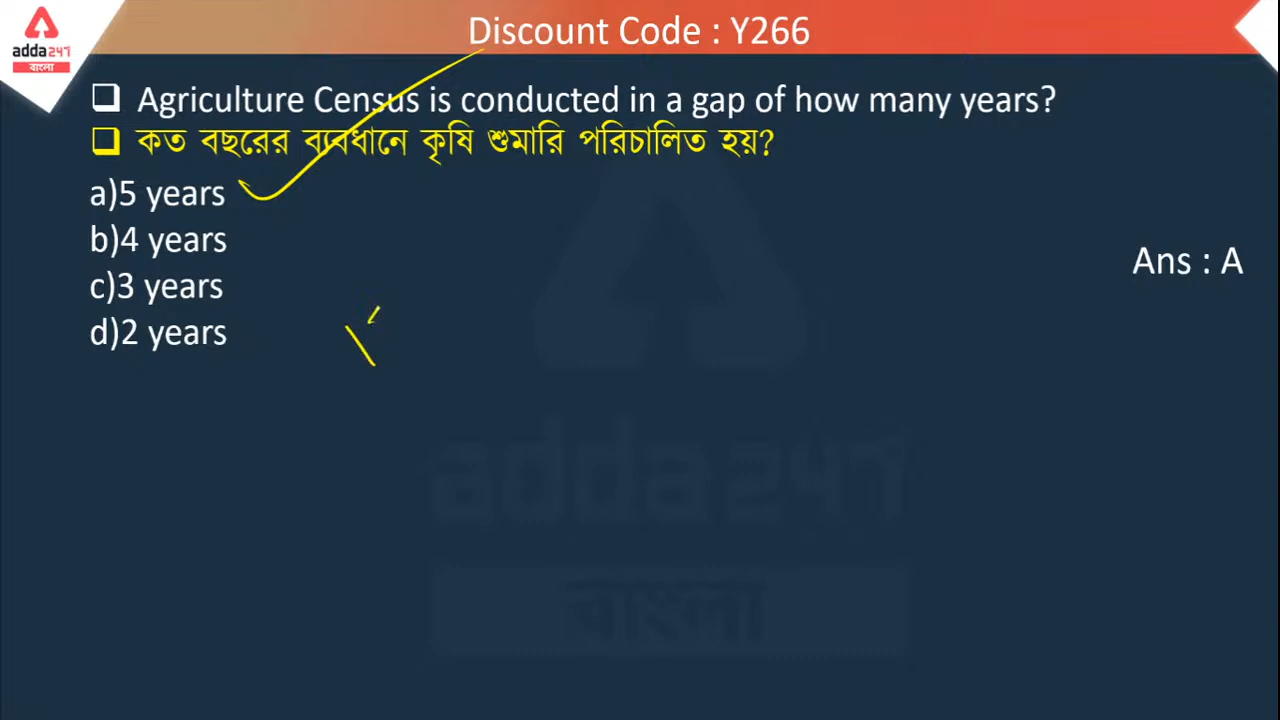 adda247
বাংলা
Discount Code : Y266
Agriculture Census is conducted in a gap of how many years?
কত বছরের ব্যবধানে কৃষি শুমারি পরিচালিত হয়?
a)5 years
b)4 years
c)3 years
d)2 years
Ans : A
adda247
বাংলা